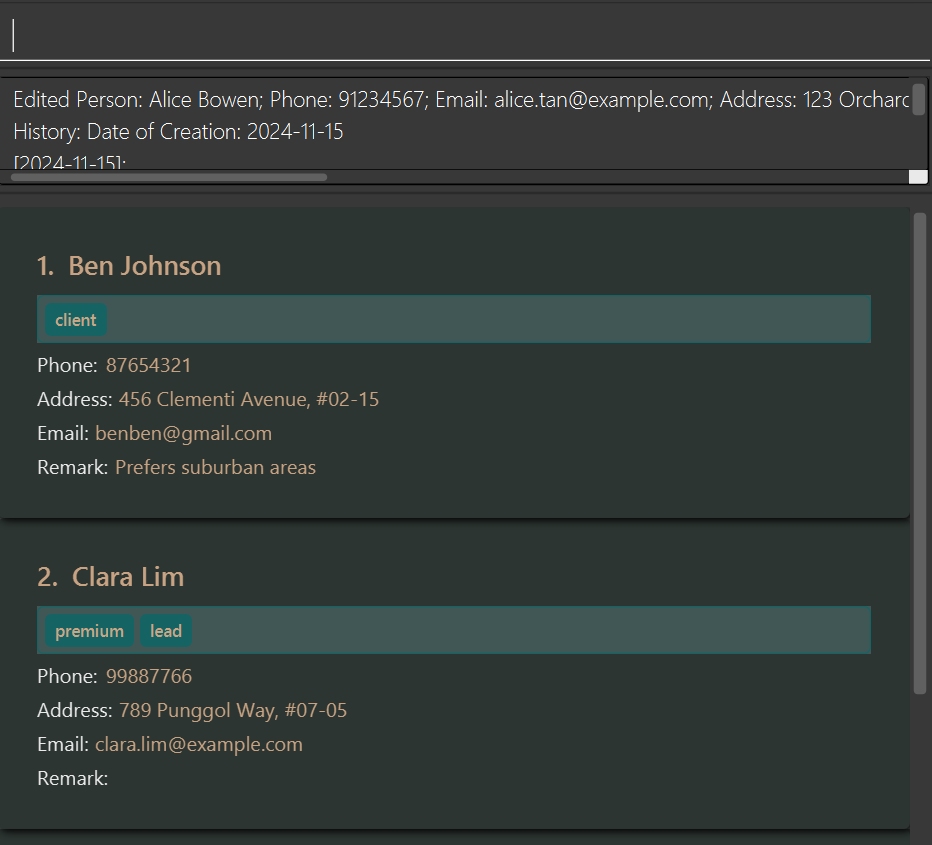 Edited Person: Alice Bowen; Phone: 91234567; Email: alice.tan@example.com; Address: 123 Orcharc
History: Date of Creation: 2024-11-15
[2024-11-15]:
1. Ben Johnson
client
Phone: 87654321
Address: 456 Clementi Avenue, #02-15
Email: benben@gmail.com
Remark: Prefers suburban areas
2. Clara Lim
premium lead
Phone: 99887766
Address: 789 Punggol Way, #07-05
Email: clara.lim@example.com
Remark: